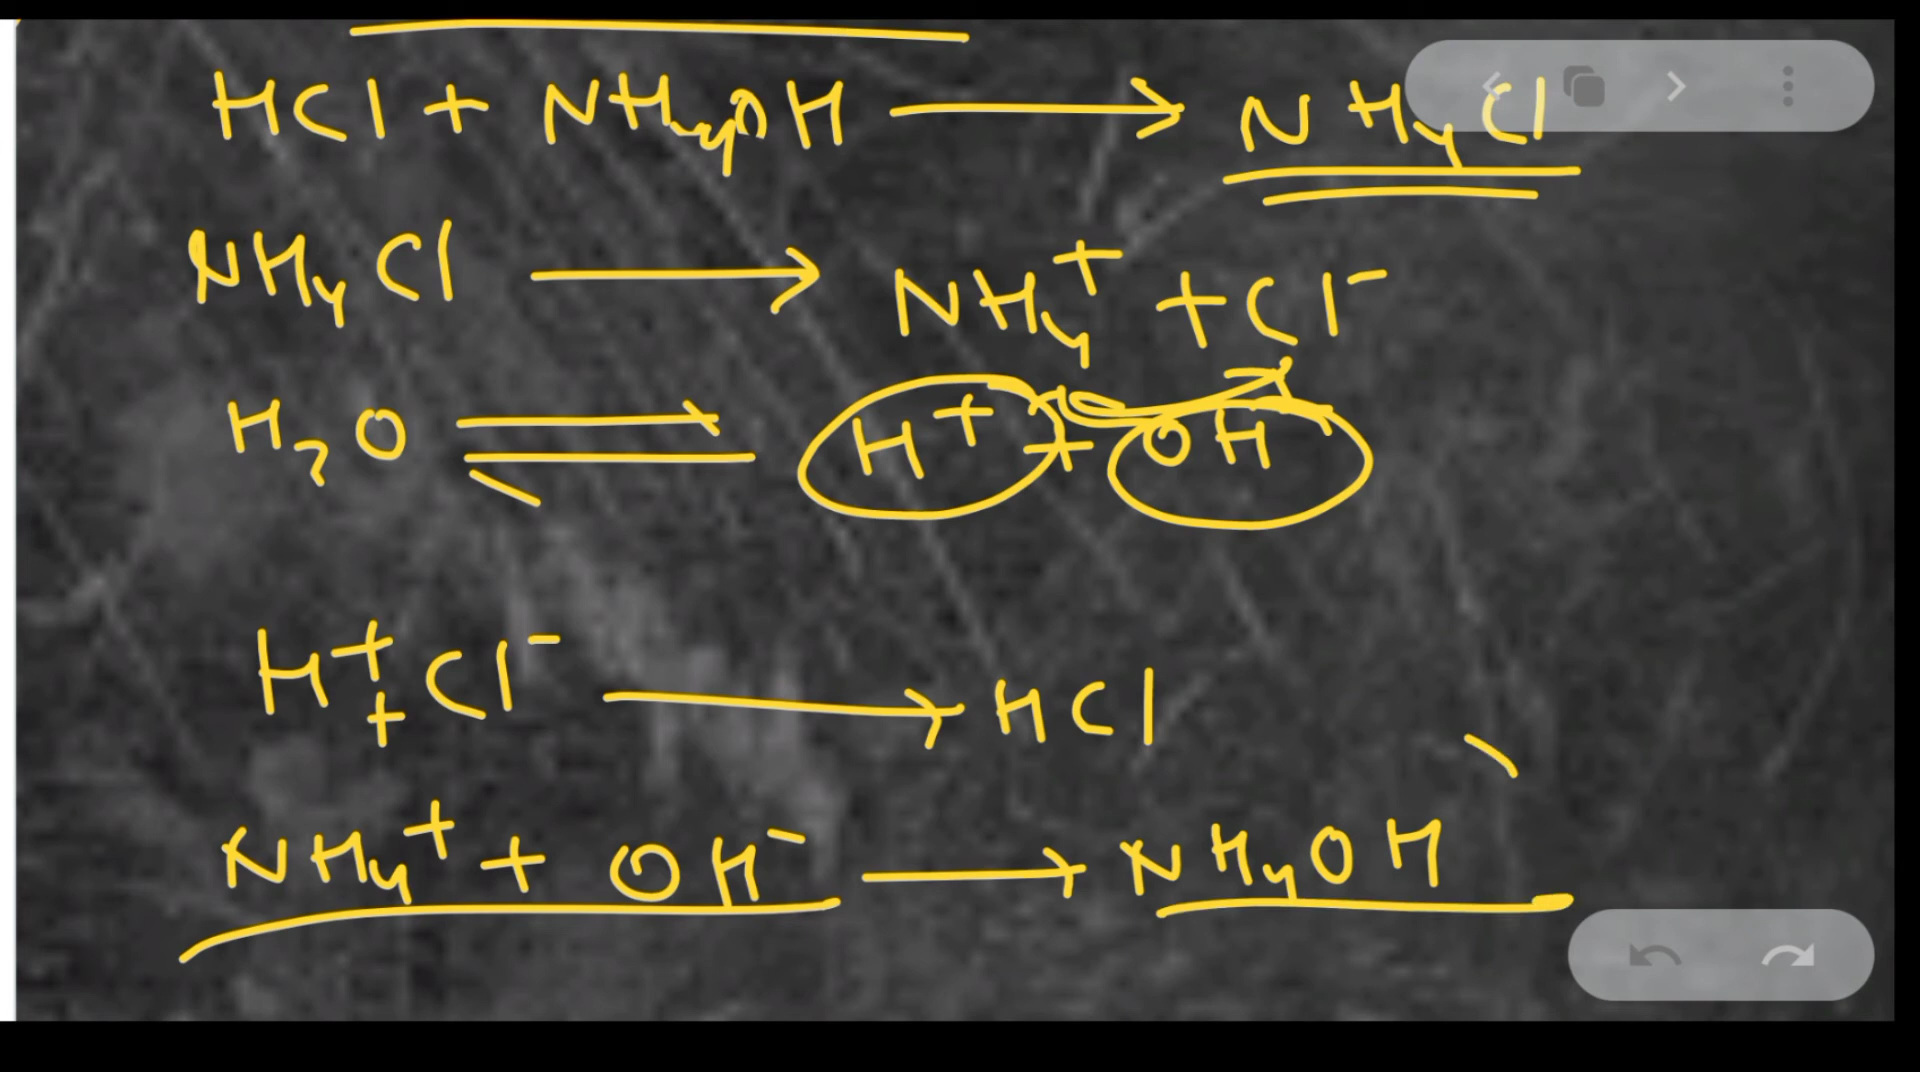 HCl + NH4OH → NH4Cl
NH4Cl → NH4+ + Cl-
H2O ⇌ H+ + OH
H+ + Cl- → HCl
NH4+ + OH- → NH4OH